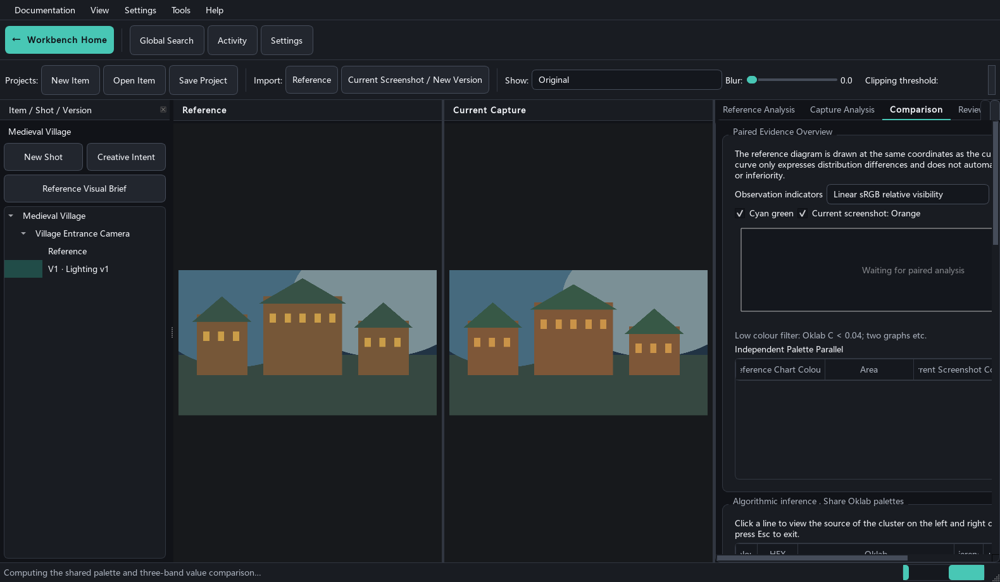 Documentation View Settings Tools Help
← Workbench Home Global Search Activity Settings
Projects: New Item Open Item Save Project Import: Reference Current Screenshot / New Version Show: Original Blur: 0.0 Clipping threshold:
Item / Shot / Version
Medieval Village
New Shot Creative Intent
Reference Visual Brief
Medieval Village
Village Entrance Camera
Reference
V1 · Lighting v1
Reference
Current Capture
Reference Analysis Capture Analysis Comparison Review
Paired Evidence Overview
The reference diagram is drawn at the same coordinates as the cu
curve only expresses distribution differences and does not automa
or inferiority.
Observation indicators Linear sRGB relative visibility
Cyan green Current screenshot: Orange
Waiting for paired analysis
Low colour filter: Oklab C < 0.04; two graphs etc.
Independent Palette Parallel
eference Chart Colou Area rrent Screenshot Co
Algorithmic inference . Share Oklab palettes
Click a line to view the source of the cluster on the left and right o
press Esc to exit.
HEX Oklab
Computing the shared palette and three-band value comparison...